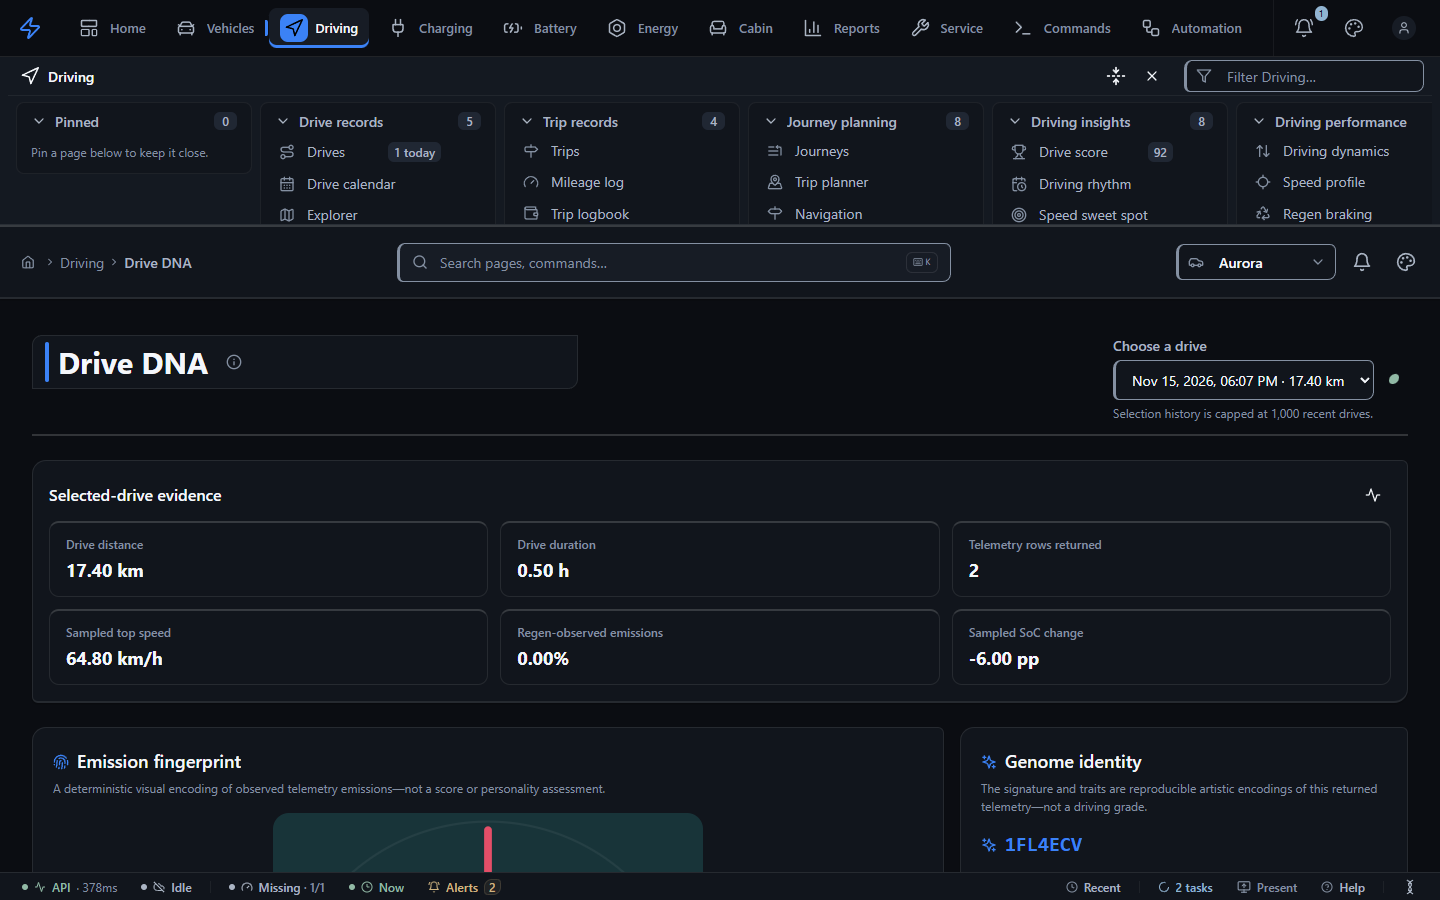 Home
Vehicles
Driving
Charging
Battery
Energy
Cabin
Reports
Service
Commands
Automation
1
Driving
Filter Driving...
Pinned 0
Pin a page below to keep it close.
Drive records 5
Drives 1 today
Drive calendar
Explorer
Trip records 4
Trips
Mileage log
Trip logbook
Journey planning 8
Journeys
Trip planner
Navigation
Driving insights 8
Drive score 92
Driving rhythm
Speed sweet spot
Driving performance
Driving dynamics
Speed profile
Regen braking
Driving
Drive DNA
Search pages, commands...
K
Aurora
Drive DNA
Choose a drive
Nov 15, 2026, 06:07 PM · 17.40 km
Selection history is capped at 1,000 recent drives.
Selected-drive evidence
Drive distance
17.40 km
Drive duration
0.50 h
Telemetry rows returned
2
Sampled top speed
64.80 km/h
Regen-observed emissions
0.00%
Sampled SoC change
-6.00 pp
Emission fingerprint
A deterministic visual encoding of observed telemetry emissions—not a score or personality assessment.
Genome identity
The signature and traits are reproducible artistic encodings of this returned
telemetry—not a driving grade.
1FL4ECV
API · 378ms
Idle
Missing · 1/1
Now
Alerts 2
Recent
2 tasks
Present
Help